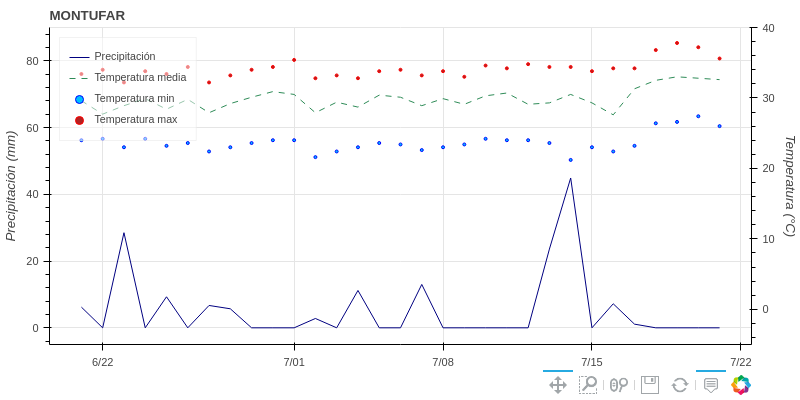 MONTUFAR
Precipitación
Temperatura media
Temperatura min
Temperatura max
Precipitación (mm)
80
60
40
20
0
Temperatura (°C)
40
30
20
10
0
6/22
7/01
7/08
7/15
7/22